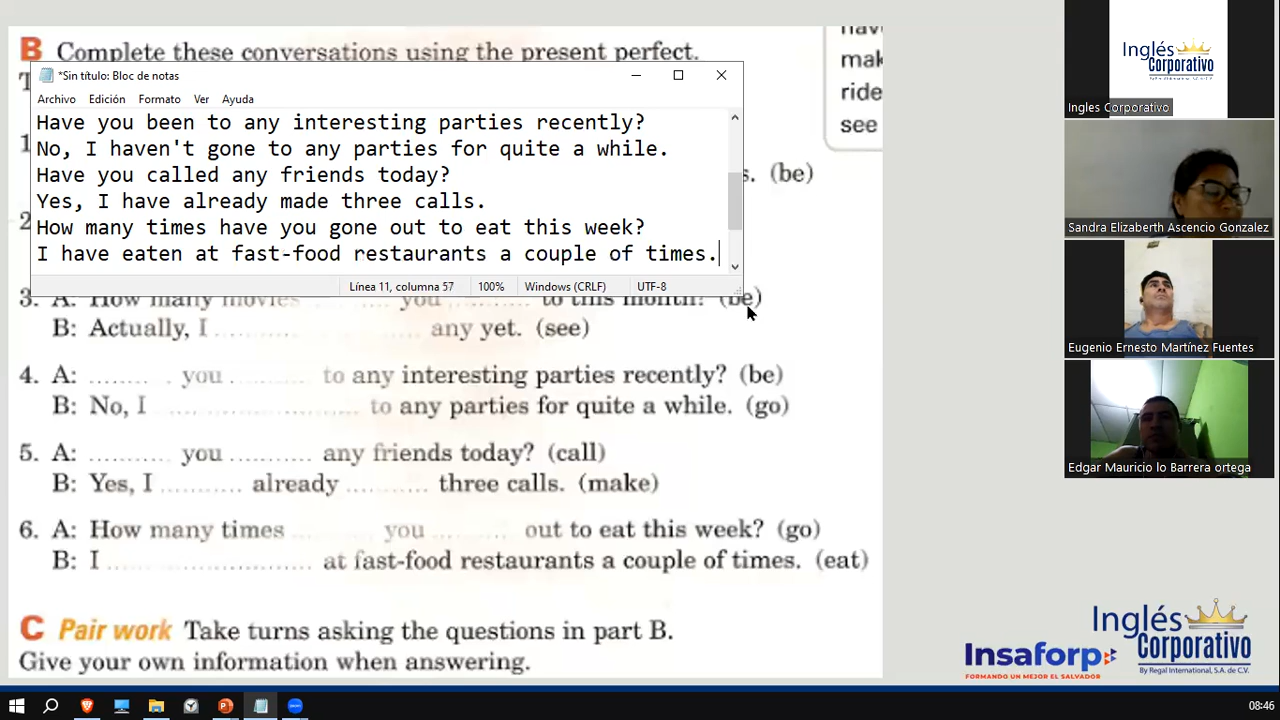 B Complete these conversations using the present perfect.
*Sin título: Bloc de notas
Archivo Edición Formato Ver Ayuda
Have you been to any interesting parties recently?
No, I haven't gone to any parties for quite a while.
Have you called any friends today?
Yes, I have already made three calls.
How many times have you gone out to eat this week?
I have eaten at fast-food restaurants a couple of times.
Línea 11, columna 57 100% Windows (CRLF) UTF-8
ride
see
s. (be)
3. A: How many movies you to this month? (be)
B: Actually, I any yet. (see)
4. A: you to any interesting parties recently? (be)
B: No, I to any parties for quite a while. (go)
5. A: you any friends today? (call)
B: Yes, I already three calls. (make)
6. A: How many times you out to eat this week? (go)
B: I at fast-food restaurants a couple of times. (eat)
C Pair work Take turns asking the questions in part B.
Give your own information when answering.
Inglés
Corporativo
Ingles Corporativo
Sandra Elizaberth Ascencio Gonzalez
Eugenio Ernesto Martínez Fuentes
Edgar Mauricio lo Barrera ortega
Insaforp
FORMANDO UN MEJOR EL SALVADOR
Inglés
Corporativo
By Regal International, S.A. de C.V.
08:46